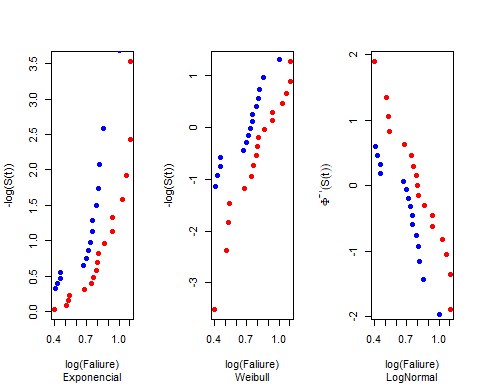 -log(S(t))
3.5
3.0
2.5
2.0
1.5
1.0
0.5
0.0
0.4 0.7 1.0
log(Faliure)
Exponencial
-log(S(t))
1
0
-1
-2
-3
0.4 0.7 1.0
log(Faliure)
Weibull
Φ⁻¹(S(t))
2
1
0
-1
-2
0.4 0.7 1.0
log(Faliure)
LogNormal